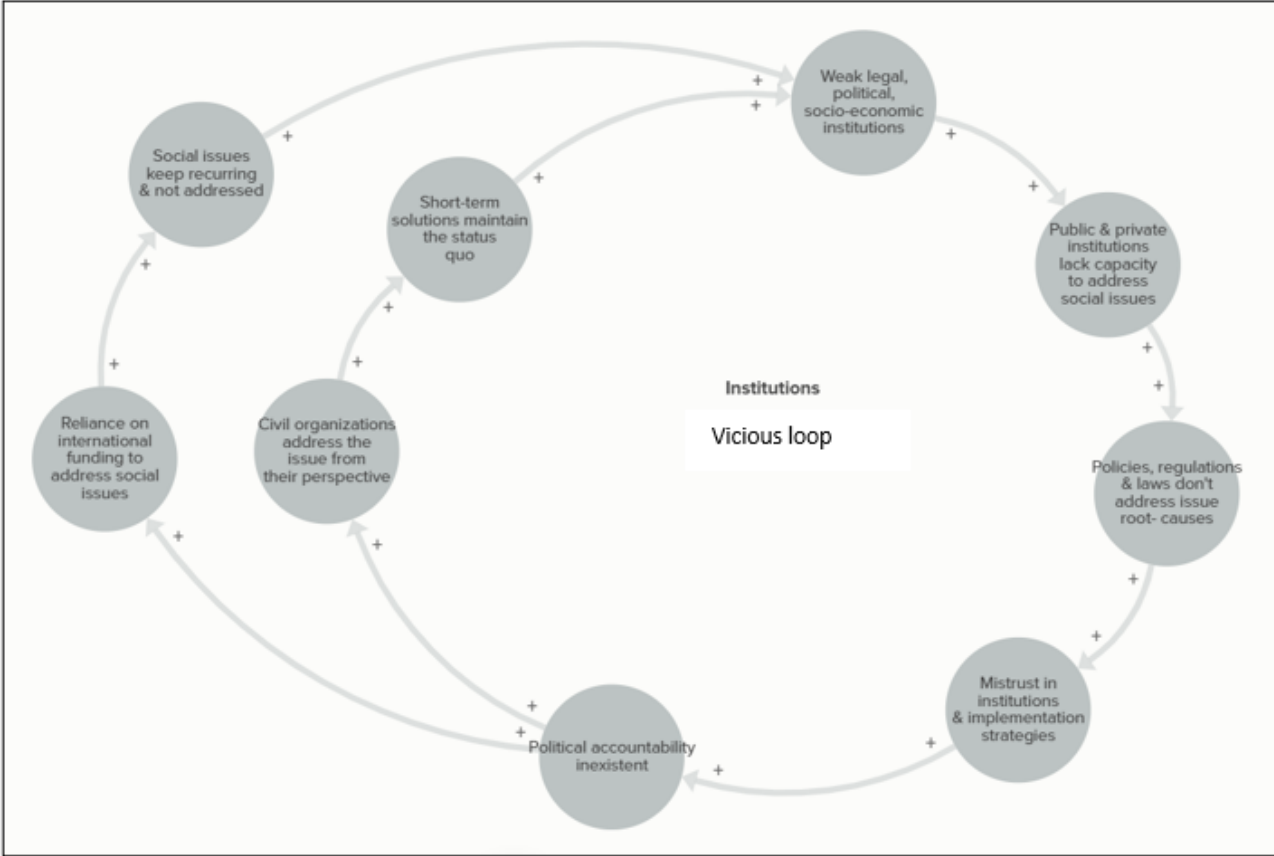 Weak legal,
political,
socio-economic
institutions
+
+
+
+
Social issues
keep recurring
& not addressed
+
+
Short-term
solutions maintain
the status
quo
+
+
Public & private
institutions
lack capacity
to address
social issues
+
+
+
+
Institutions
Vicious loop
Reliance on
international
funding to
address social
issues
+
Civil organizations
address the
issue from
their perspective
+
Policies, regulations
& laws don't
address issue
root- causes
+
+
Mistrust in
institutions
& implementation
strategies
+
+
Political accountability
inexistent
+
+